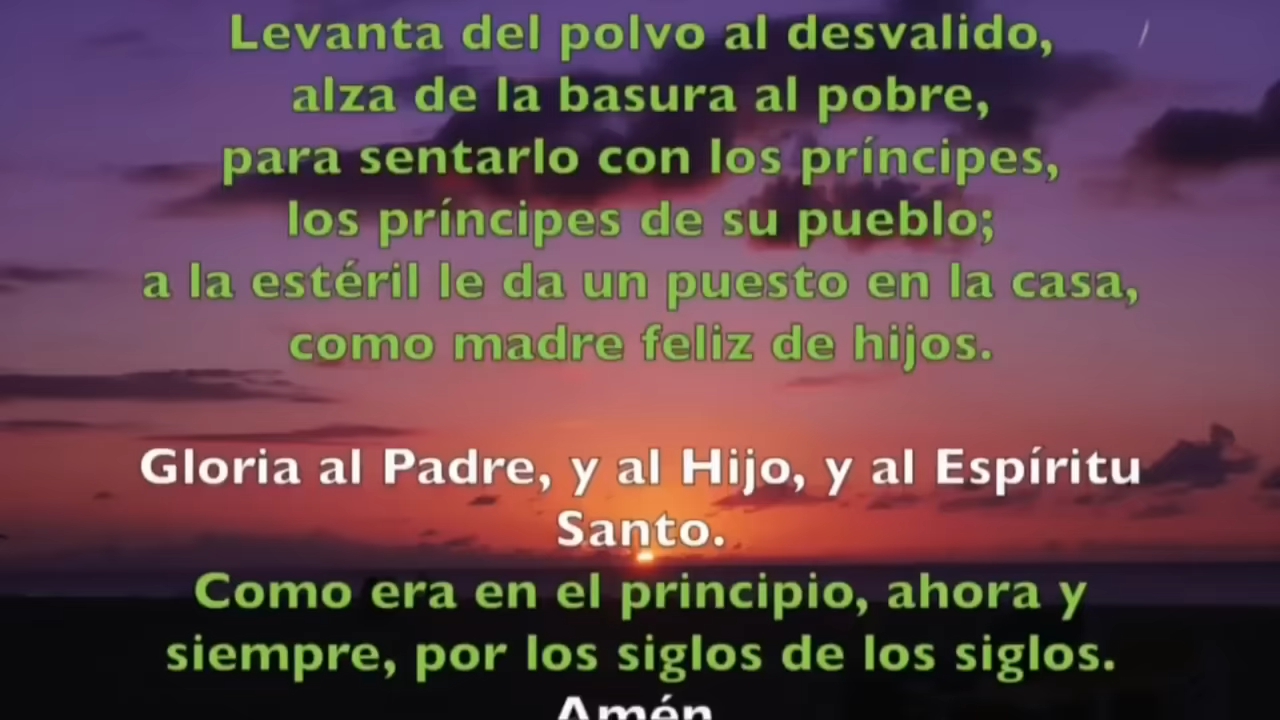 Levanta del polvo al desvalido,
alza de la basura al pobre,
para sentarlo con los príncipes,
los príncipes de su pueblo;
a la estéril le da un puesto en la casa,
como madre feliz de hijos.
Gloria al Padre, y al Hijo, y al Espíritu
Santo.
Como era en el principio, ahora y
siempre, por los siglos de los siglos.
Amén